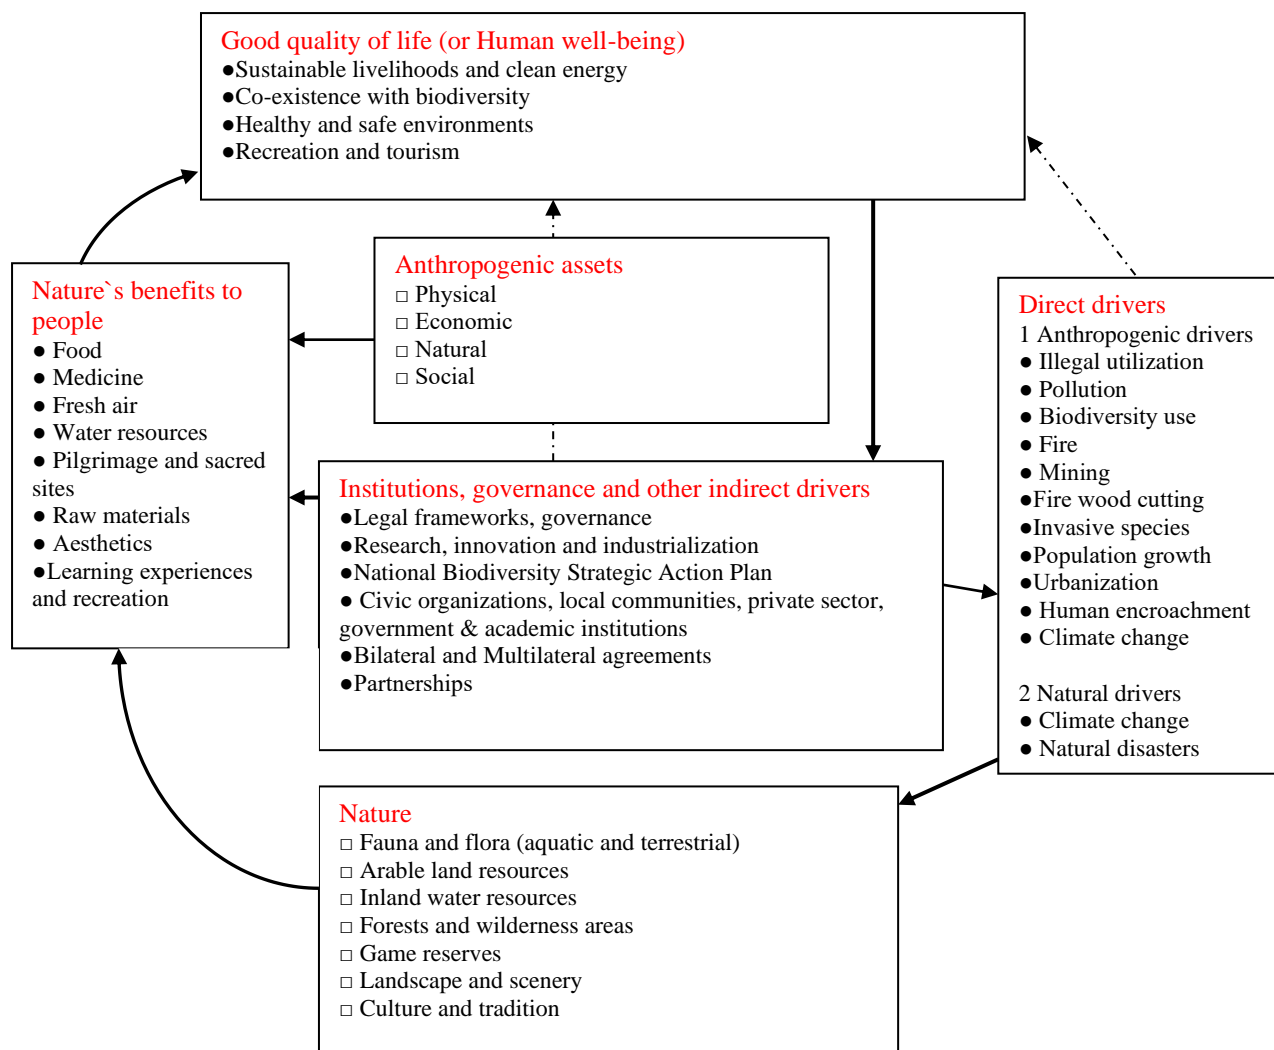 Good quality of life (or Human well-being)
●Sustainable livelihoods and clean energy
●Co-existence with biodiversity
●Healthy and safe environments
●Recreation and tourism
Anthropogenic assets
□ Physical
□ Economic
□ Natural
□ Social
Nature`s benefits to
people
● Food
● Medicine
● Fresh air
● Water resources
● Pilgrimage and sacred
sites
● Raw materials
● Aesthetics
●Learning experiences
and recreation
Institutions, governance and other indirect drivers
●Legal frameworks, governance
●Research, innovation and industrialization
●National Biodiversity Strategic Action Plan
● Civic organizations, local communities, private sector,
government & academic institutions
●Bilateral and Multilateral agreements
●Partnerships
Direct drivers
1 Anthropogenic drivers
● Illegal utilization
● Pollution
● Biodiversity use
● Fire
● Mining
●Fire wood cutting
●Invasive species
●Population growth
●Urbanization
● Human encroachment
● Climate change
2 Natural drivers
● Climate change
● Natural disasters
Nature
□ Fauna and flora (aquatic and terrestrial)
□ Arable land resources
□ Inland water resources
□ Forests and wilderness areas
□ Game reserves
□ Landscape and scenery
□ Culture and tradition